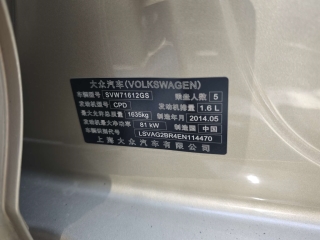 大众汽车(VOLKSWAGEN)
车辆型号 SVW71612GS 乘坐人数 5
发动机型号 CPD 发动机排量 1.6 L
最大允许总质量 1635kg 制造年月 2014.05
发动机最大净功率 81 kW 制造国 中国
车辆识别代号 LSVAG2BR4EN114470
上海大众汽车有限公司